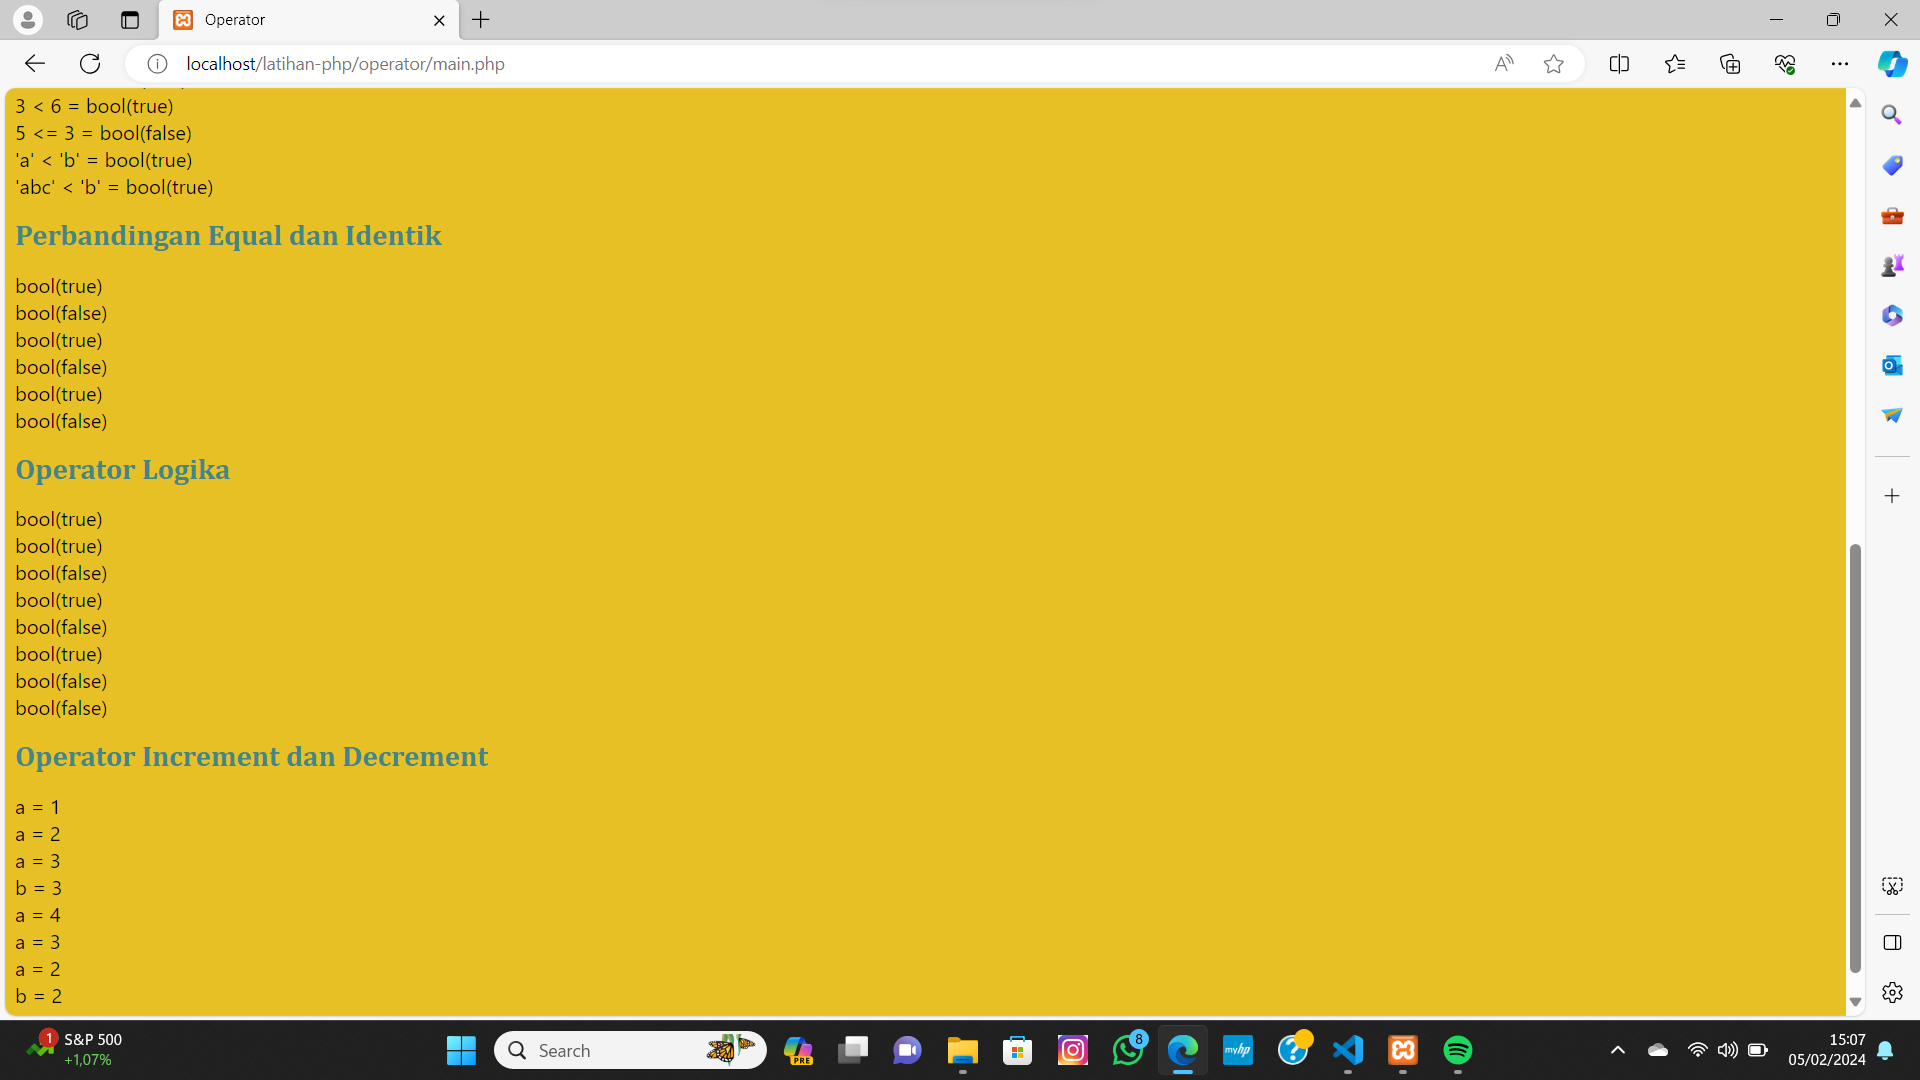 Operator
localhost/latihan-php/operator/main.php
3 < 6 = bool(true)
5 <= 3 = bool(false)
'a' < 'b' = bool(true)
'abc' < 'b' = bool(true)
Perbandingan Equal dan Identik
bool(true)
bool(false)
bool(true)
bool(false)
bool(true)
bool(false)
Operator Logika
bool(true)
bool(true)
bool(false)
bool(true)
bool(false)
bool(true)
bool(false)
bool(false)
Operator Increment dan Decrement
a = 1
a = 2
a = 3
b = 3
a = 4
a = 3
a = 2
b = 2
1
S&P 500
+1,07%
Search
PRE
8
myhp
15:07
05/02/2024